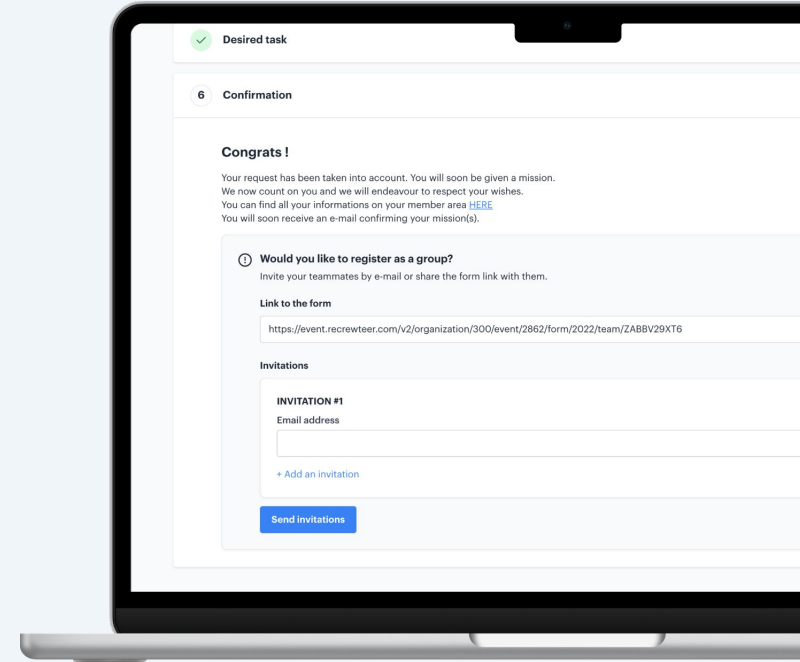 Desired task
6 Confirmation
Congrats !
Your request has been taken into account. You will soon be given a mission.
We now count on you and we will endeavour to respect your wishes.
You can find all your informations on your member area HERE
You will soon receive an e-mail confirming your mission(s).
Would you like to register as a group?
Invite your teammates by e-mail or share the form link with them.
Link to the form
https://event.recrewteer.com/v2/organization/300/event/2862/form/2022/team/ZABBV29XT6
Invitations
INVITATION #1
Email address
+ Add an invitation
Send invitations